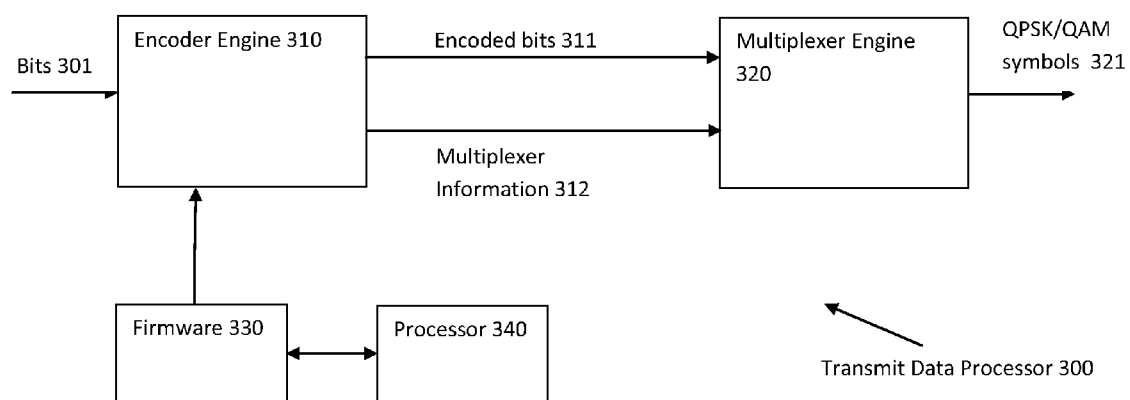 Encoder Engine 310
Bits 301
Encoded bits 311
Multiplexer
Information 312
Multiplexer Engine
320
QPSK/QAM
symbols 321
Firmware 330
Processor 340
Transmit Data Processor 300